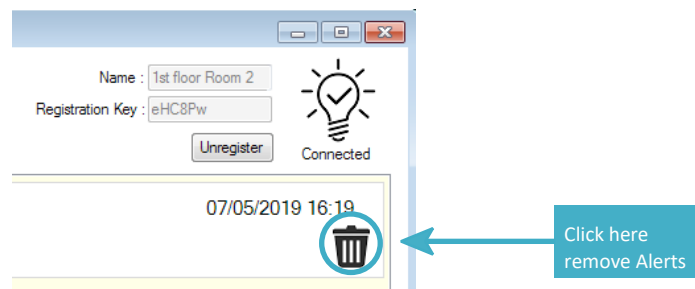 Name : 1st floor Room 2
Registration Key : eHC8Pw
Unregister
Connected
07/05/2019 16:19
Click here
remove Alerts